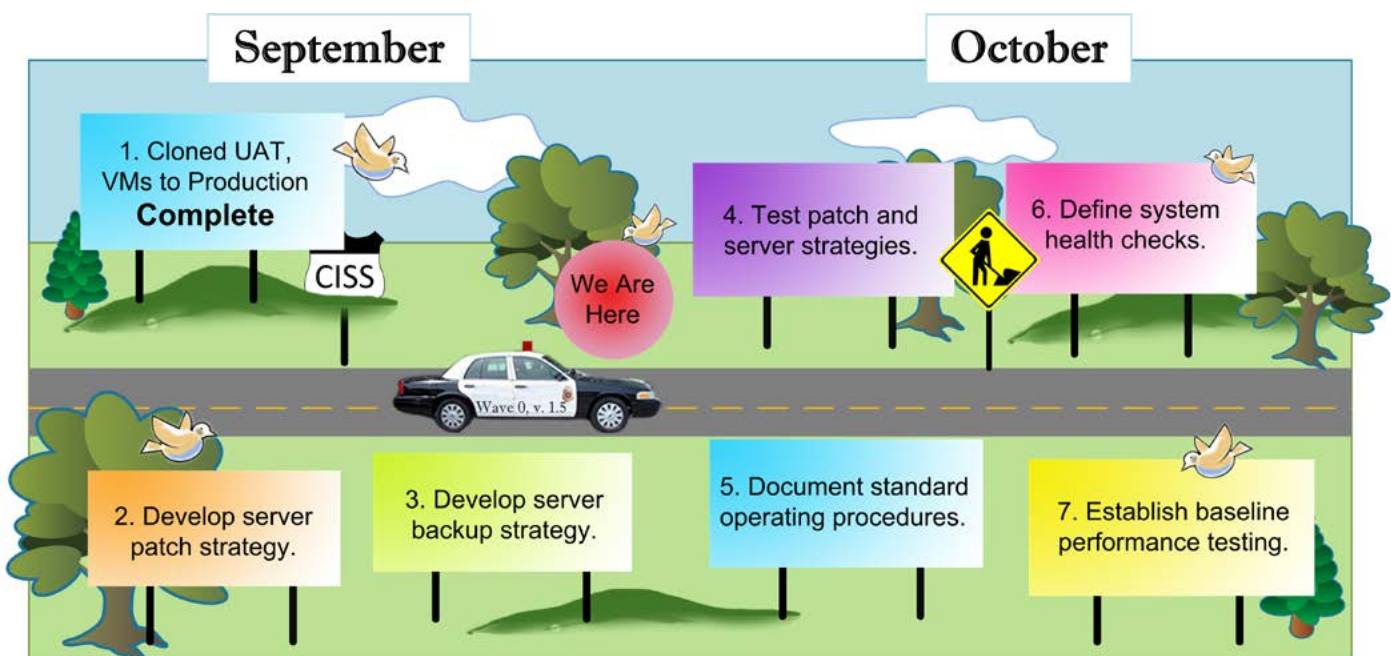 September
October
1. Cloned UAT,
VMs to Production
Complete
CISS
We Are
Here
4. Test patch and
server strategies.
6. Define system
health checks.
Wave 0, v. 1.5
2. Develop server
patch strategy.
3. Develop server
backup strategy.
5. Document standard
operating procedures.
7. Establish baseline
performance testing.